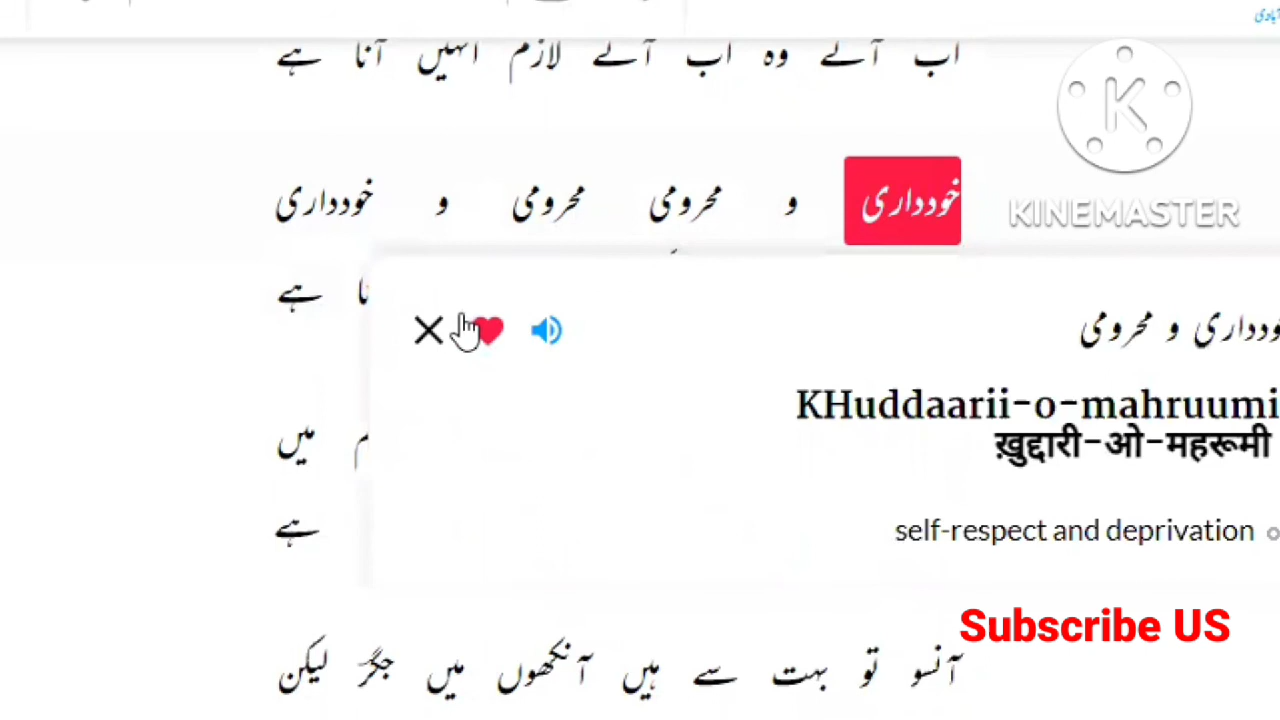 آبادی
اب آئے وہ اب آئے لازم انہیں آنا ہے
خودداری و محرومی محرومی و خودداری
KINEMASTER
ہے
خودداری و محرومی
KHuddaarii-o-mahruumi
ख़ुद्दारी-ओ-महरूमी
میں
self-respect and deprivation
ہے
Subscribe US
آنسو تو بہت سے ہیں آنکھوں میں جگرؔ لیکن